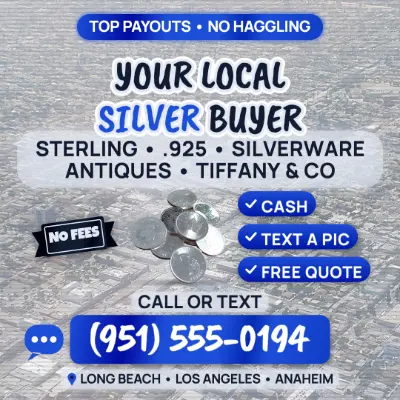 TOP PAYOUTS • NO HAGGLING
YOUR LOCAL
SILVER BUYER
STERLING • .925 • SILVERWARE
ANTIQUES • TIFFANY & CO
CASH
NO FEES
TEXT A PIC
FREE QUOTE
CALL OR TEXT
(951) 555-0194
LONG BEACH • LOS ANGELES • ANAHEIM